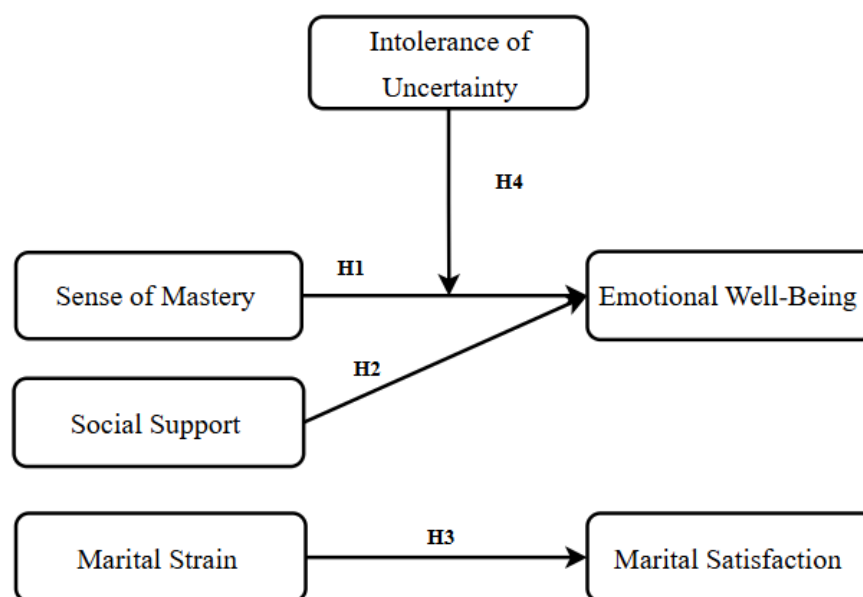 Intolerance of
Uncertainty
H4
H1
Sense of Mastery
Emotional Well-Being
H2
Social Support
H3
Marital Strain
Marital Satisfaction